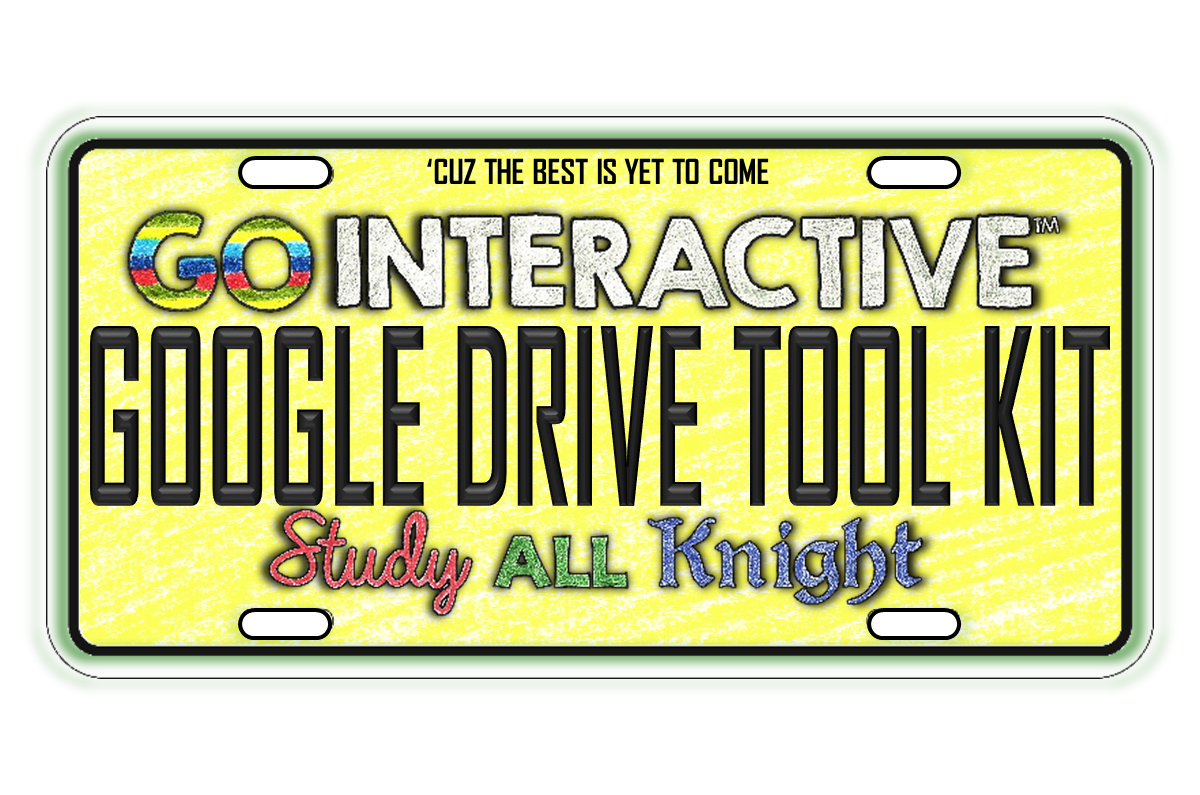 ‘CUZ THE BEST IS YET TO COME
GO INTERACTIVE™
GOOGLE DRIVE TOOL KIT
Study ALL Knight